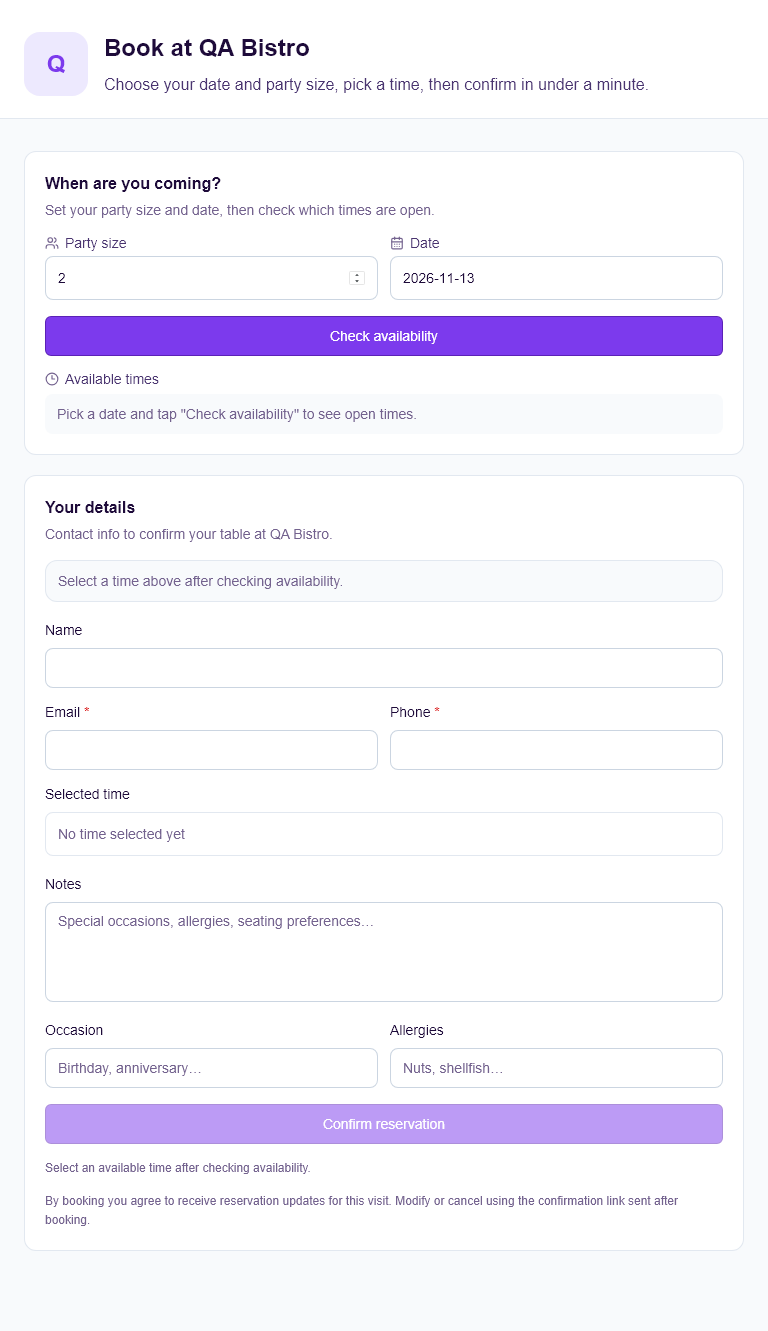 Q
Book at QA Bistro
Choose your date and party size, pick a time, then confirm in under a minute.
When are you coming?
Set your party size and date, then check which times are open.
Party size
Date
2
2026-11-13
Check availability
Available times
Pick a date and tap "Check availability" to see open times.
Your details
Contact info to confirm your table at QA Bistro.
Select a time above after checking availability.
Name
Email *
Phone *
Selected time
No time selected yet
Notes
Special occasions, allergies, seating preferences…
Occasion
Allergies
Birthday, anniversary…
Nuts, shellfish…
Confirm reservation
Select an available time after checking availability.
By booking you agree to receive reservation updates for this visit. Modify or cancel using the confirmation link sent after
booking.